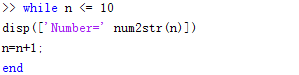 >> while n <= 10
disp(['Number=' num2str(n)])
n=n+1;
end